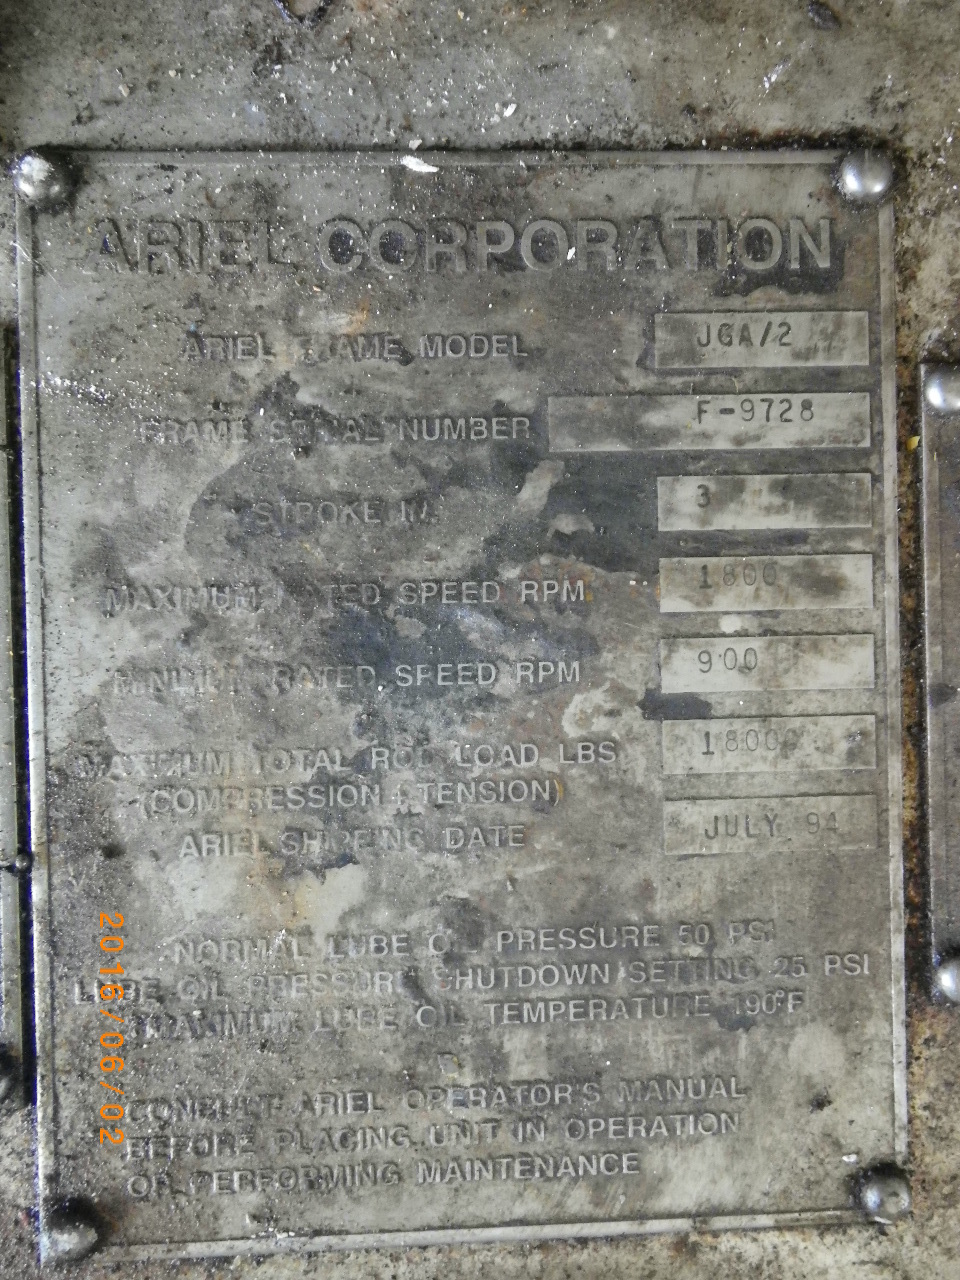 ARIEL CORPORATION
ARIEL FRAME MODEL JGA/2
FRAME SERIAL NUMBER F-9728
STROKE IN. 3
MAXIMUM RATED SPEED RPM 1800
MINIMUM RATED SPEED RPM 900
MAXIMUM TOTAL ROD LOAD LBS 18000
(COMPRESSION + TENSION)
ARIEL SHIPPING DATE JULY 94
NORMAL LUBE OIL PRESSURE 50 PSI
LUBE OIL PRESSURE SHUTDOWN SETTING 25 PSI
MAXIMUM LUBE OIL TEMPERATURE 190°F
CONSULT ARIEL OPERATOR'S MANUAL
BEFORE PLACING UNIT IN OPERATION
OR PERFORMING MAINTENANCE
2016/06/02